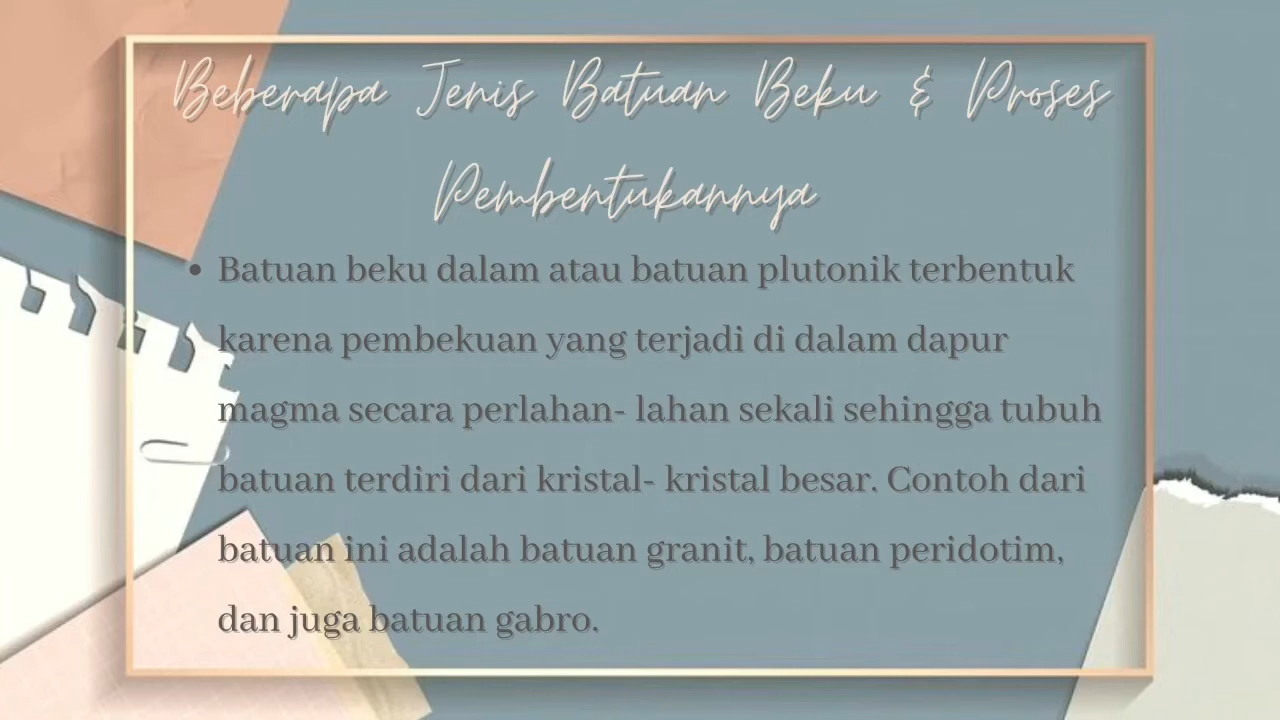 Beberapa Jenis Batuan Beku & Proses
Pembentukannya
• Batuan beku dalam atau batuan plutonik terbentuk
karena pembekuan yang terjadi di dalam dapur
magma secara perlahan- lahan sekali sehingga tubuh
batuan terdiri dari kristal- kristal besar. Contoh dari
batuan ini adalah batuan granit, batuan peridotim,
dan juga batuan gabro.